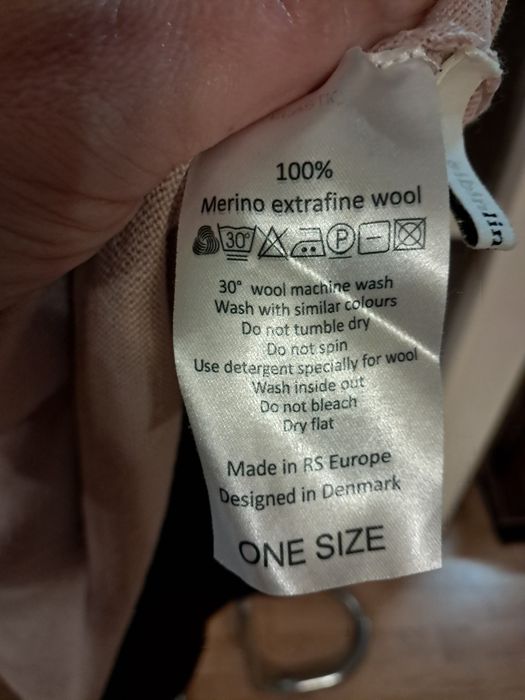 100%
Merino extrafine wool
30° P
30° wool machine wash
Wash with similar colours
Do not tumble dry
Do not spin
Use detergent specially for wool
Wash inside out
Do not bleach
Dry flat
Made in RS Europe
Designed in Denmark
ONE SIZE